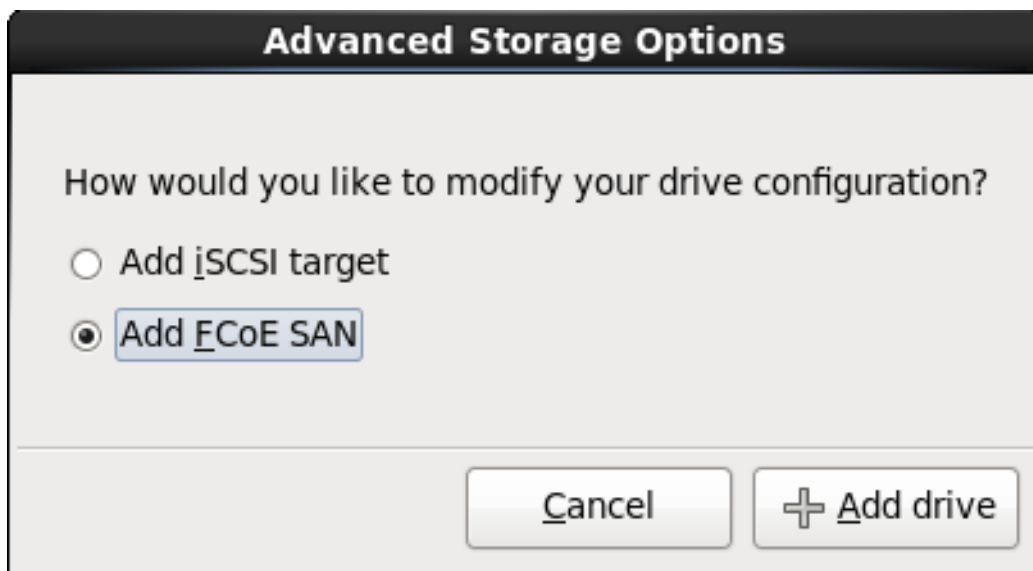 Advanced Storage Options
How would you like to modify your drive configuration?
Add iSCSI target
Add FCoE SAN
Cancel
Add drive